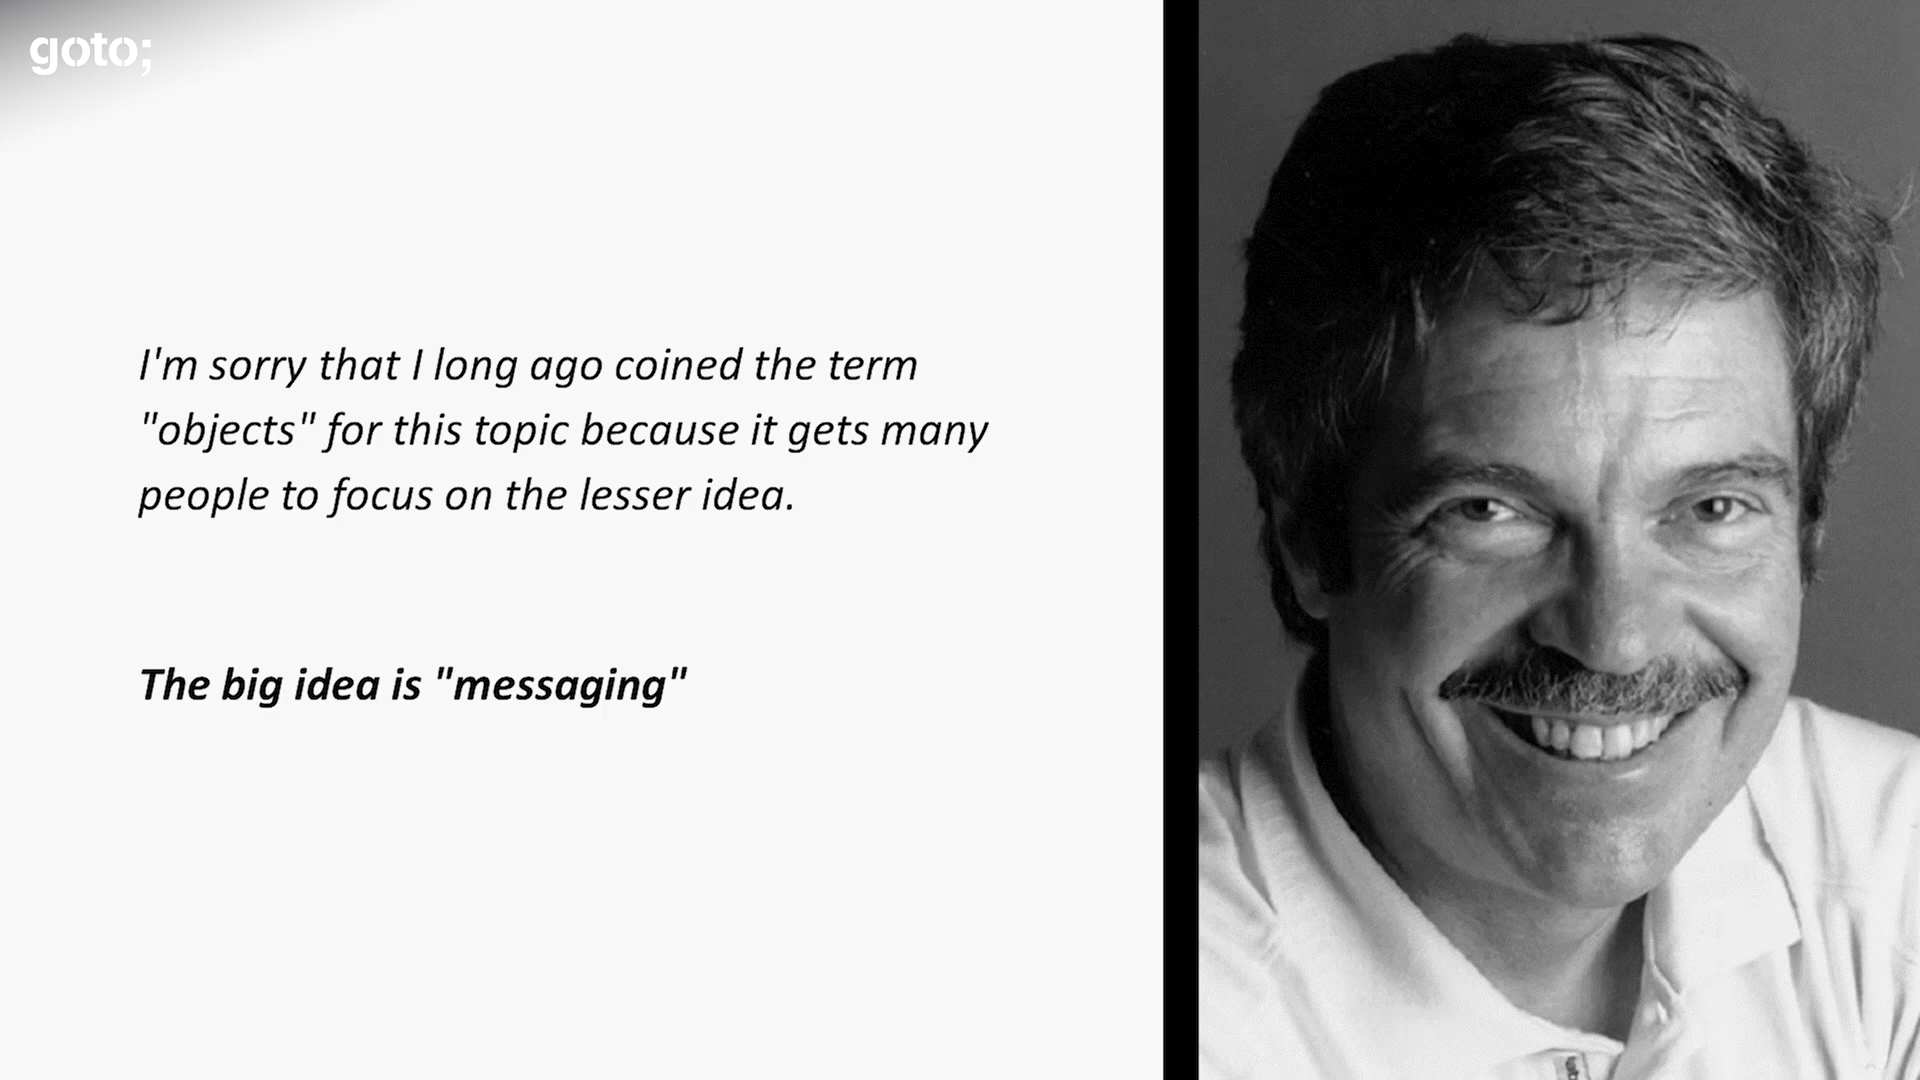 goto;
I'm sorry that I long ago coined the term
"objects" for this topic because it gets many
people to focus on the lesser idea.
The big idea is "messaging"